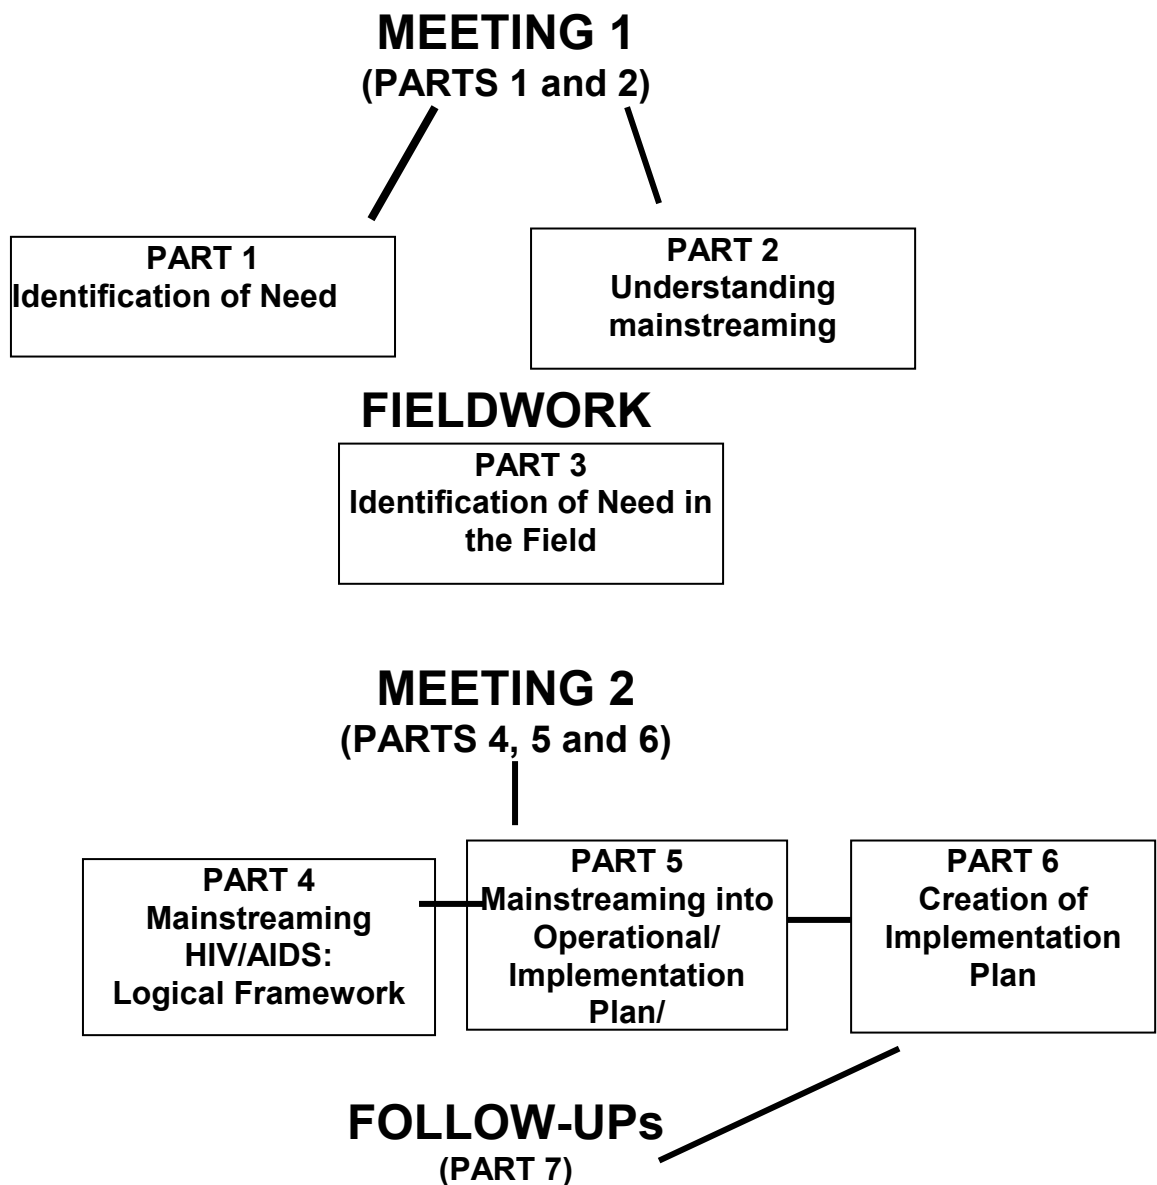 MEETING 1
(PARTS 1 and 2)
PART 1
Identification of Need
PART 2
Understanding
mainstreaming
FIELDWORK
PART 3
Identification of Need in
the Field
MEETING 2
(PARTS 4, 5 and 6)
PART 4
Mainstreaming
HIV/AIDS:
Logical Framework
PART 5
Mainstreaming into
Operational/
Implementation
Plan/
PART 6
Creation of
Implementation
Plan
FOLLOW-UPs
(PART 7)